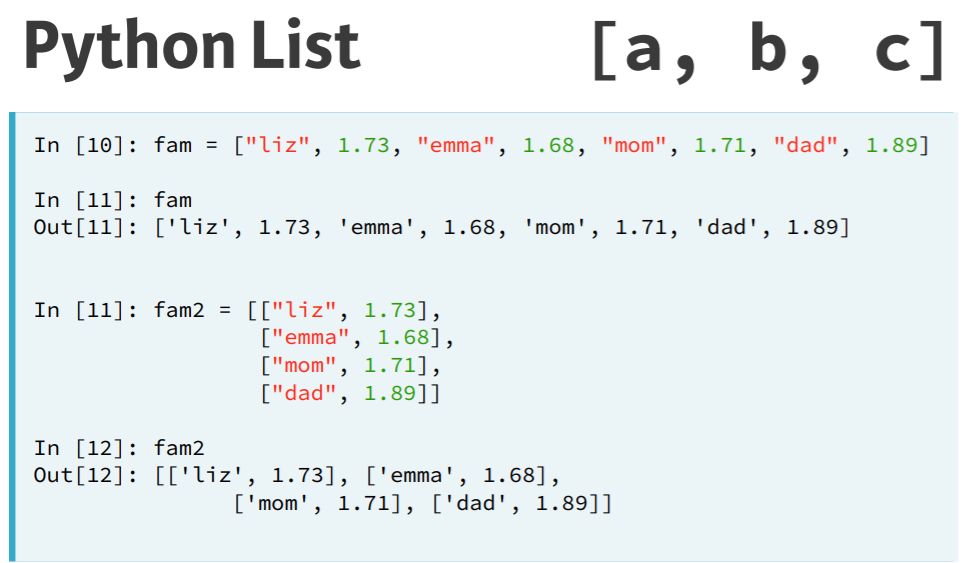 Python List [a, b, c]
In [10]: fam = ["liz", 1.73, "emma", 1.68, "mom", 1.71, "dad", 1.89]
In [11]: fam
Out[11]: ['liz', 1.73, 'emma', 1.68, 'mom', 1.71, 'dad', 1.89]
In [11]: fam2 = [["liz", 1.73],
["emma", 1.68],
["mom", 1.71],
["dad", 1.89]]
In [12]: fam2
Out[12]: [['liz', 1.73], ['emma', 1.68],
['mom', 1.71], ['dad', 1.89]]